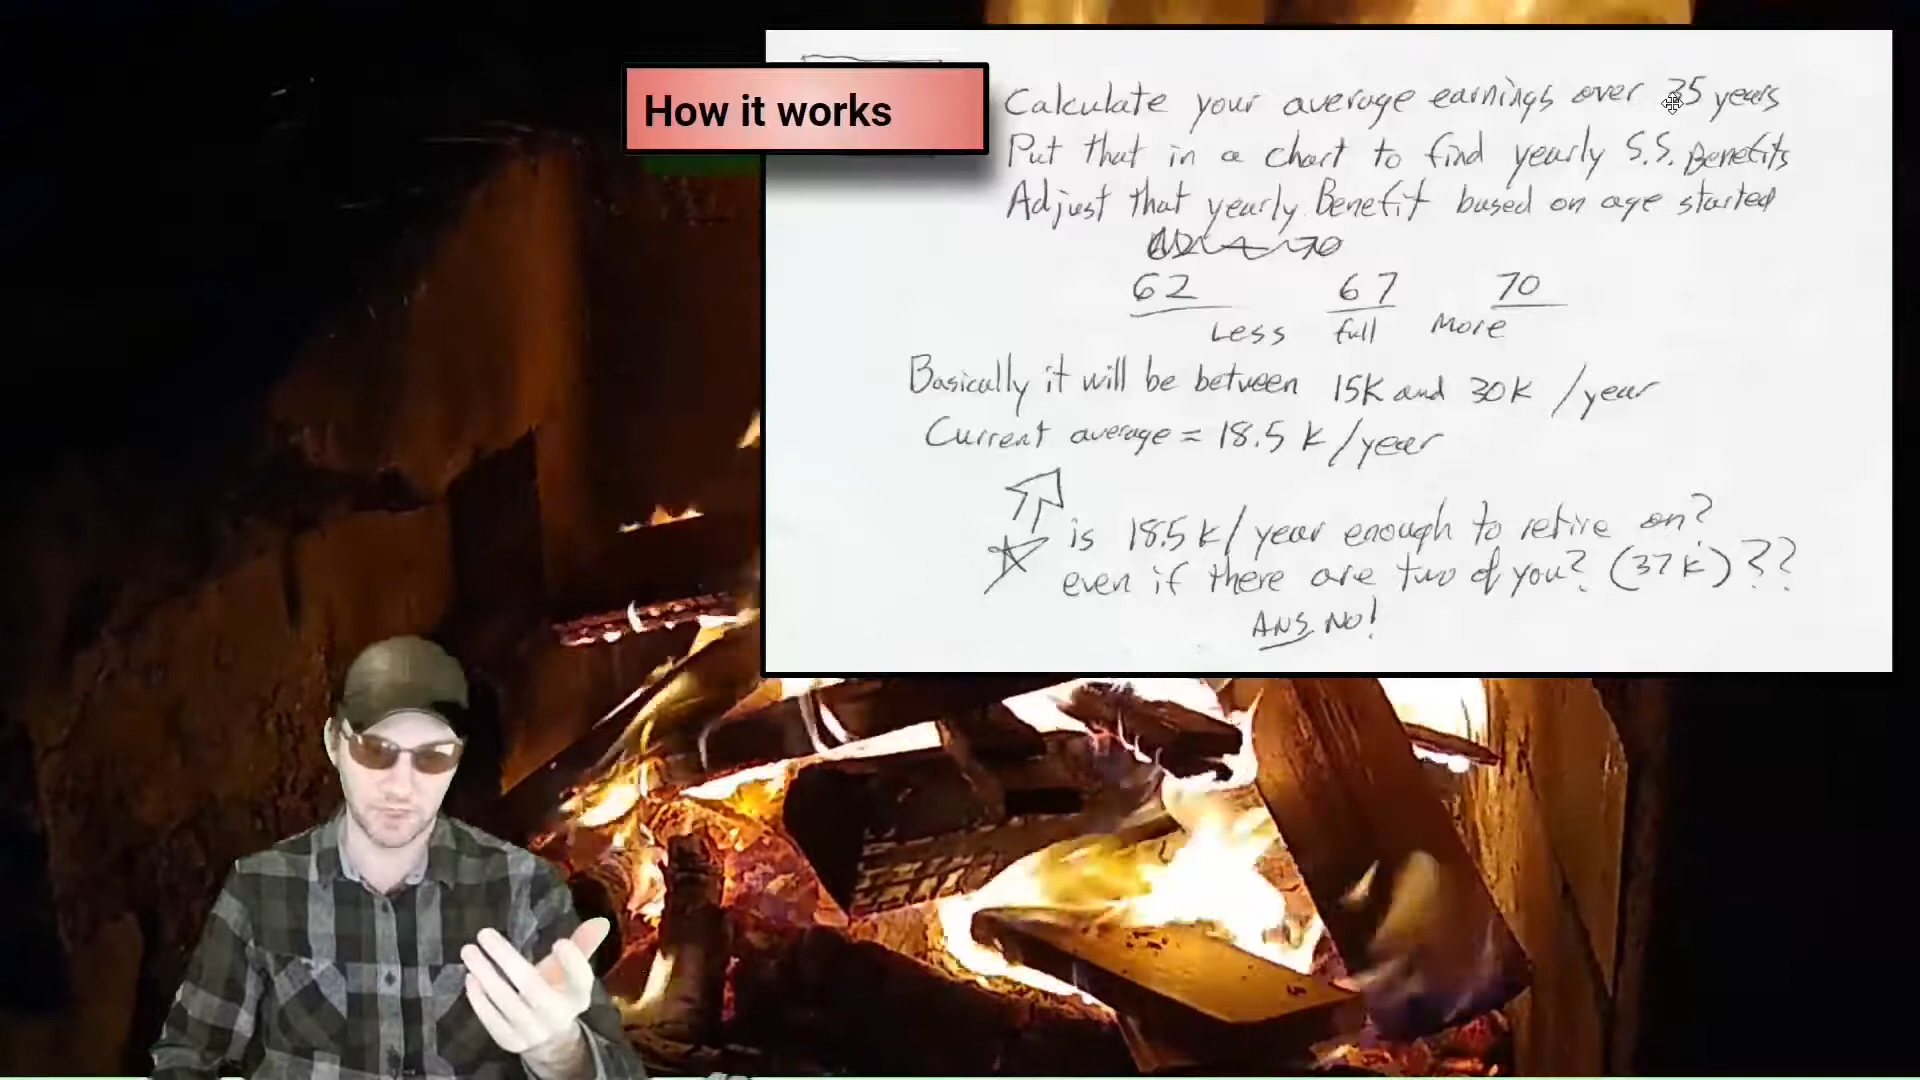 How it works
Calculate your average earnings over 35 years
Put that in a chart to find yearly S.S. Benefits
Adjust that yearly Benefit based on age started
62 67 70
Less full More
Basically it will be between 15K and 30K /year
Current average = 18.5 K/year
is 18.5K/year enough to retire on?
even if there are two of you? (37K)??
ANS. No!